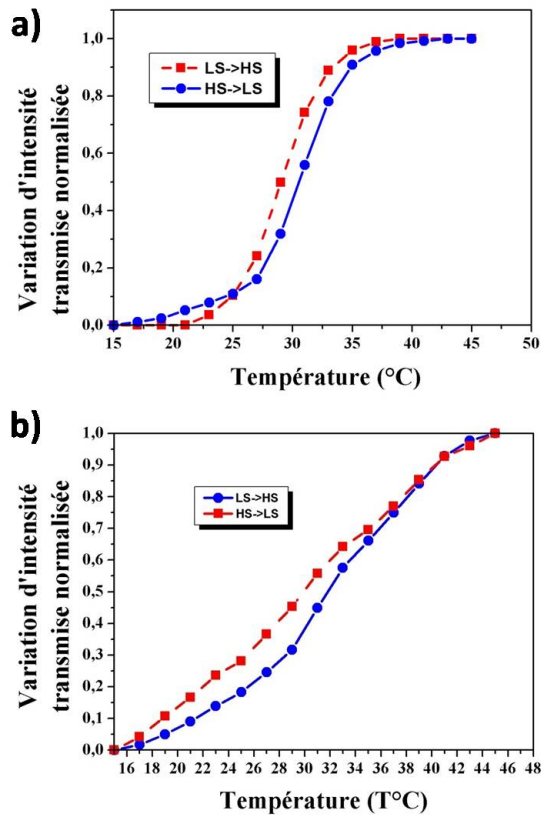 a)
LS->HS
HS->LS
Variation d'intensité
transmise normalisée
1,0
0,8
0,6
0,4
0,2
0,0
15 20 25 30 35 40 45 50
Température (°C)
b)
LS->HS
HS->LS
Variation d'intensité
transmise normalisée
1,0
0,9
0,8
0,7
0,6
0,5
0,4
0,3
0,2
0,1
0,0
16 18 20 22 24 26 28 30 32 34 36 38 40 42 44 46 48
Température (T°C)